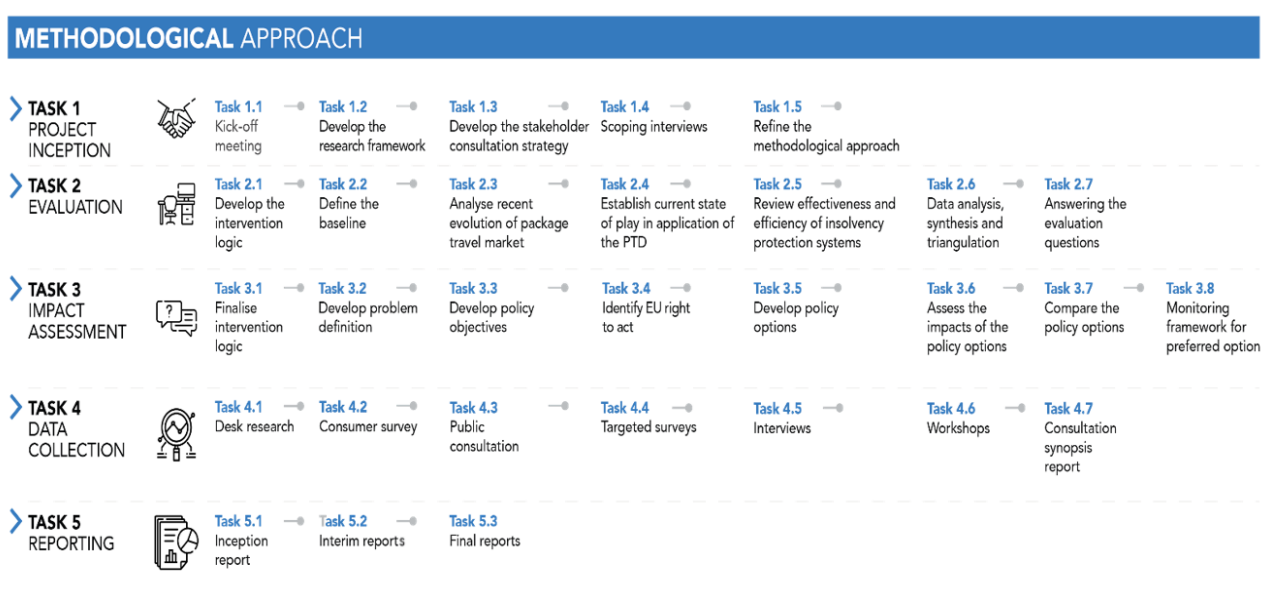 METHODOLOGICAL APPROACH
TASK 1
PROJECT
INCEPTION
Task 1.1
Kick-off
meeting
Task 1.2
Develop the
research framework
Task 1.3
Develop the stakeholder
consultation strategy
Task 1.4
Scoping interviews
Task 1.5
Refine the
methodological approach
TASK 2
EVALUATION
Task 2.1
Develop the
intervention
logic
Task 2.2
Define the
baseline
Task 2.3
Analyse recent
evolution of package
travel market
Task 2.4
Establish current state
of play in application of
the PTD
Task 2.5
Review effectiveness and
efficiency of insolvency
protection systems
Task 2.6
Data analysis,
synthesis and
triangulation
Task 2.7
Answering the
evaluation
questions
TASK 3
IMPACT
ASSESSMENT
Task 3.1
Finalise
intervention
logic
Task 3.2
Develop problem
definition
Task 3.3
Develop policy
objectives
Task 3.4
Identify EU right
to act
Task 3.5
Develop policy
options
Task 3.6
Assess the
impacts of the
policy options
Task 3.7
Compare the
policy options
Task 3.8
Monitoring
framework for
preferred option
TASK 4
DATA
COLLECTION
Task 4.1
Desk research
Task 4.2
Consumer survey
Task 4.3
Public
consultation
Task 4.4
Targeted surveys
Task 4.5
Interviews
Task 4.6
Workshops
Task 4.7
Consultation
synopsis
report
TASK 5
REPORTING
Task 5.1
Inception
report
Task 5.2
Interim reports
Task 5.3
Final reports